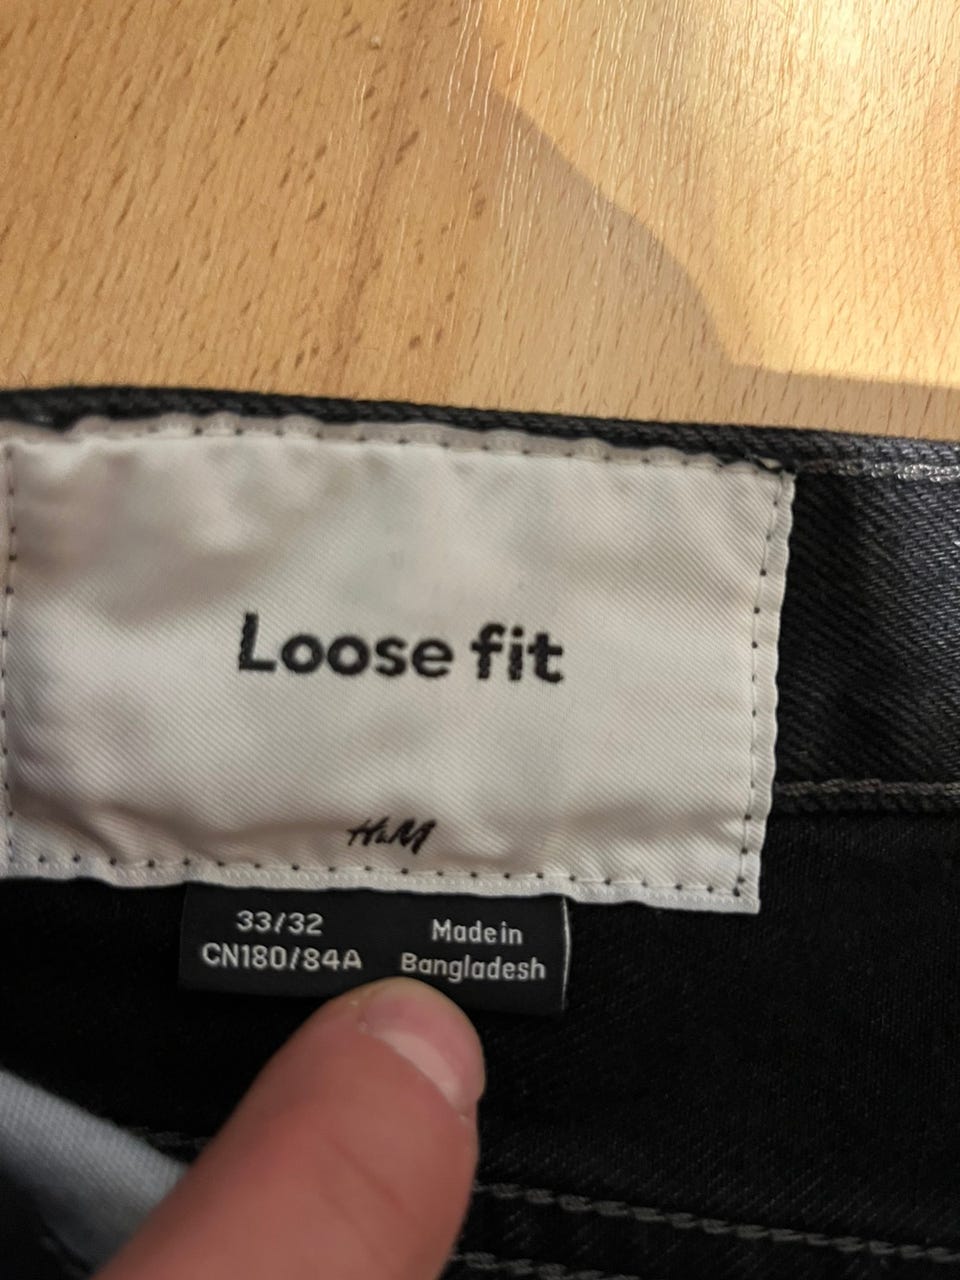 Loose fit
H&M
33/32
CN180/84A
Made in
Bangladesh